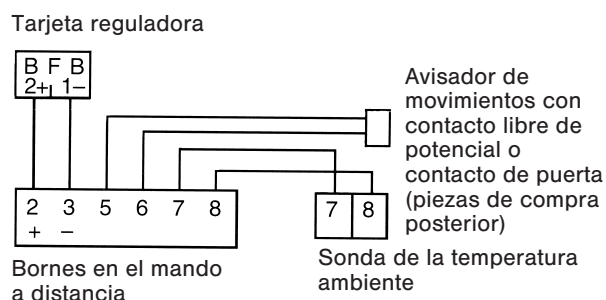 Tarjeta reguladora
B F B
2+ 1–
Avisador de
movimientos con
contacto libre de
potencial o
contacto de puerta
(piezas de compra
posterior)
2 3 5 6 7 8
+ –
7 8
Bornes en el mando
a distancia
Sonda de la temperatura
ambiente